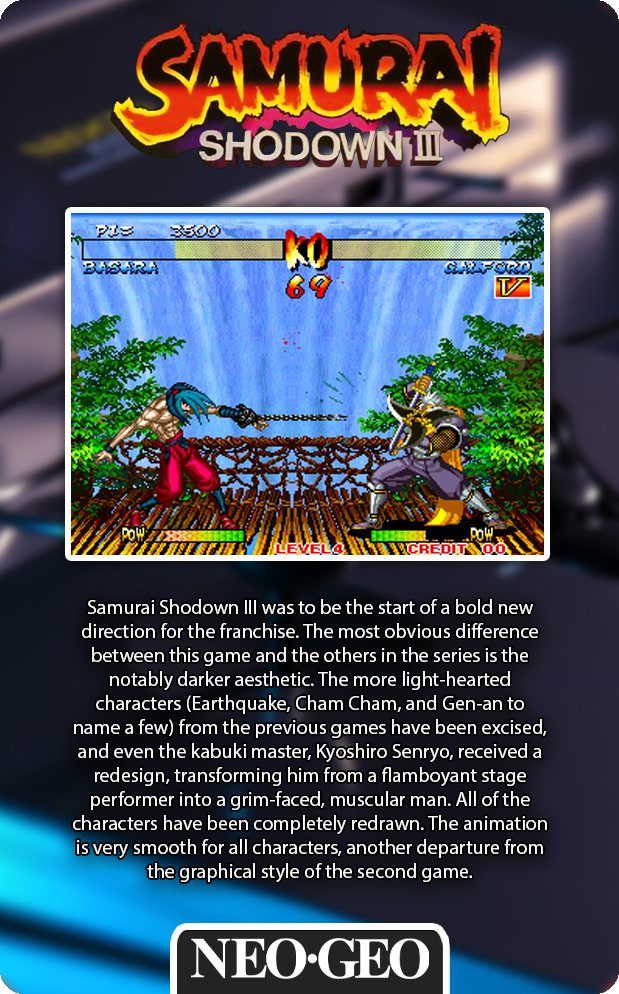 SAMURAI
SHODOWN III
P1= 3500
KO
BASARA
GALFORD
69
V
POW
POW
LEVEL4
CREDIT 00
Samurai Shodown III was to be the start of a bold new
direction for the franchise. The most obvious difference
between this game and the others in the series is the
notably darker aesthetic. The more light-hearted
characters (Earthquake, Cham Cham, and Gen-an to
name a few) from the previous games have been excised,
and even the kabuki master, Kyoshiro Senryo, received a
redesign, transforming him from a flamboyant stage
performer into a grim-faced, muscular man. All of the
characters have been completely redrawn. The animation
is very smooth for all characters, another departure from
the graphical style of the second game.
NEO•GEO